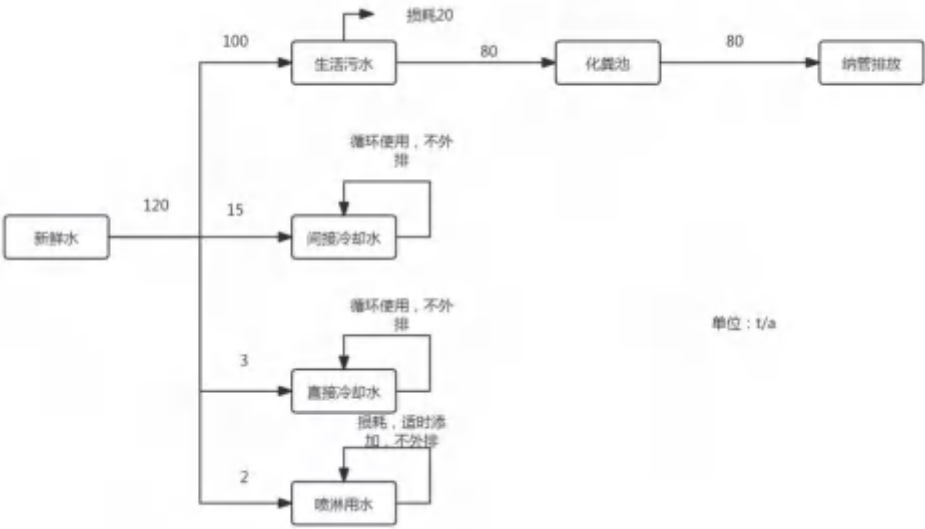 损耗20
100
生活污水
80
化粪池
80
纳管排放
循环使用，不外
排
新鲜水
120
15
间接冷却水
循环使用，不外
排
单位：t/a
3
直接冷却水
损耗，适时添
加，不外排
2
喷淋用水